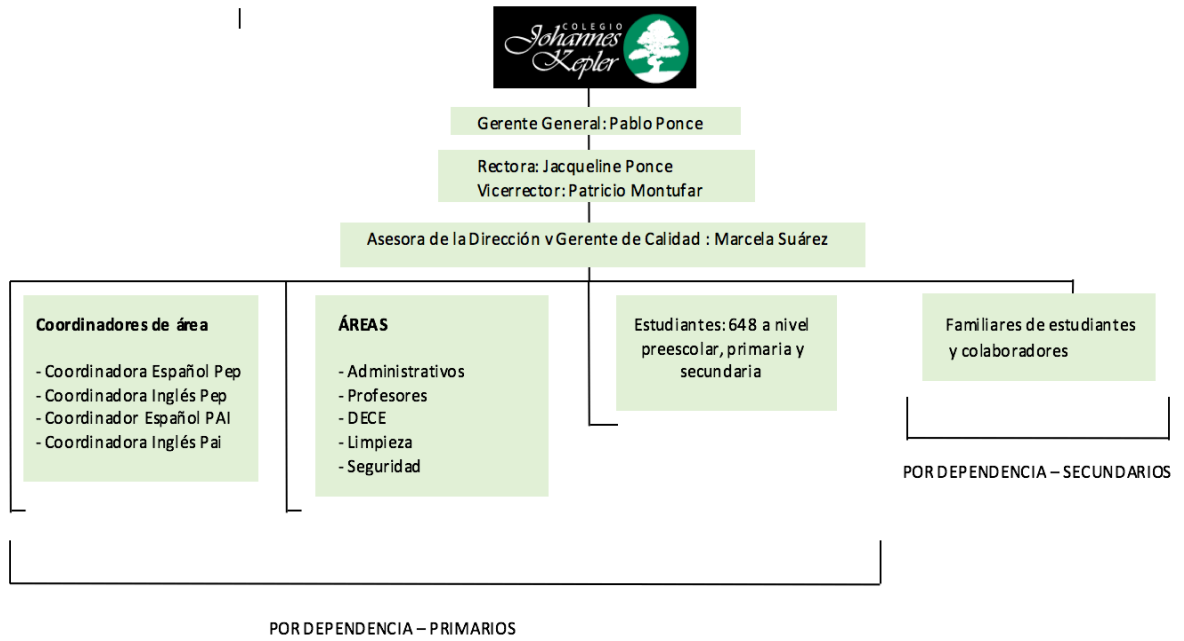 COLEGIO
Johannes
Kepler
Gerente General: Pablo Ponce
Rectora: Jacqueline Ponce
Vicerrector: Patricio Montufar
Asesora de la Dirección v Gerente de Calidad : Marcela Suárez
Coordinadores de área
- Coordinadora Español Pep
- Coordinadora Inglés Pep
- Coordinador Español PAI
- Coordinadora Inglés Pai
ÁREAS
- Administrativos
- Profesores
- DECE
- Limpieza
- Seguridad
Estudiantes: 648 a nivel
preescolar, primaria y
secundaria
Familiares de estudiantes
y colaboradores
POR DEPENDENCIA – SECUNDARIOS
POR DEPENDENCIA – PRIMARIOS